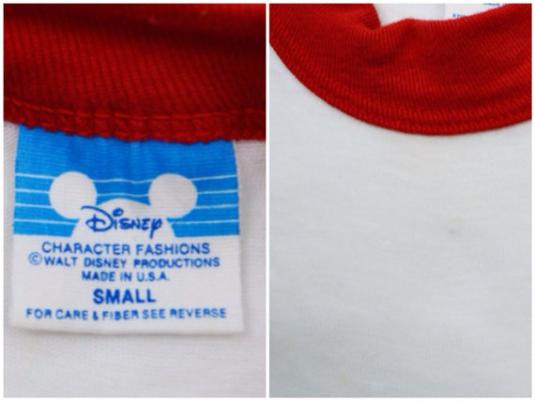 Disney
CHARACTER FASHIONS
©WALT DISNEY PRODUCTIONS
MADE IN U.S.A.
SMALL
FOR CARE & FIBER SEE REVERSE